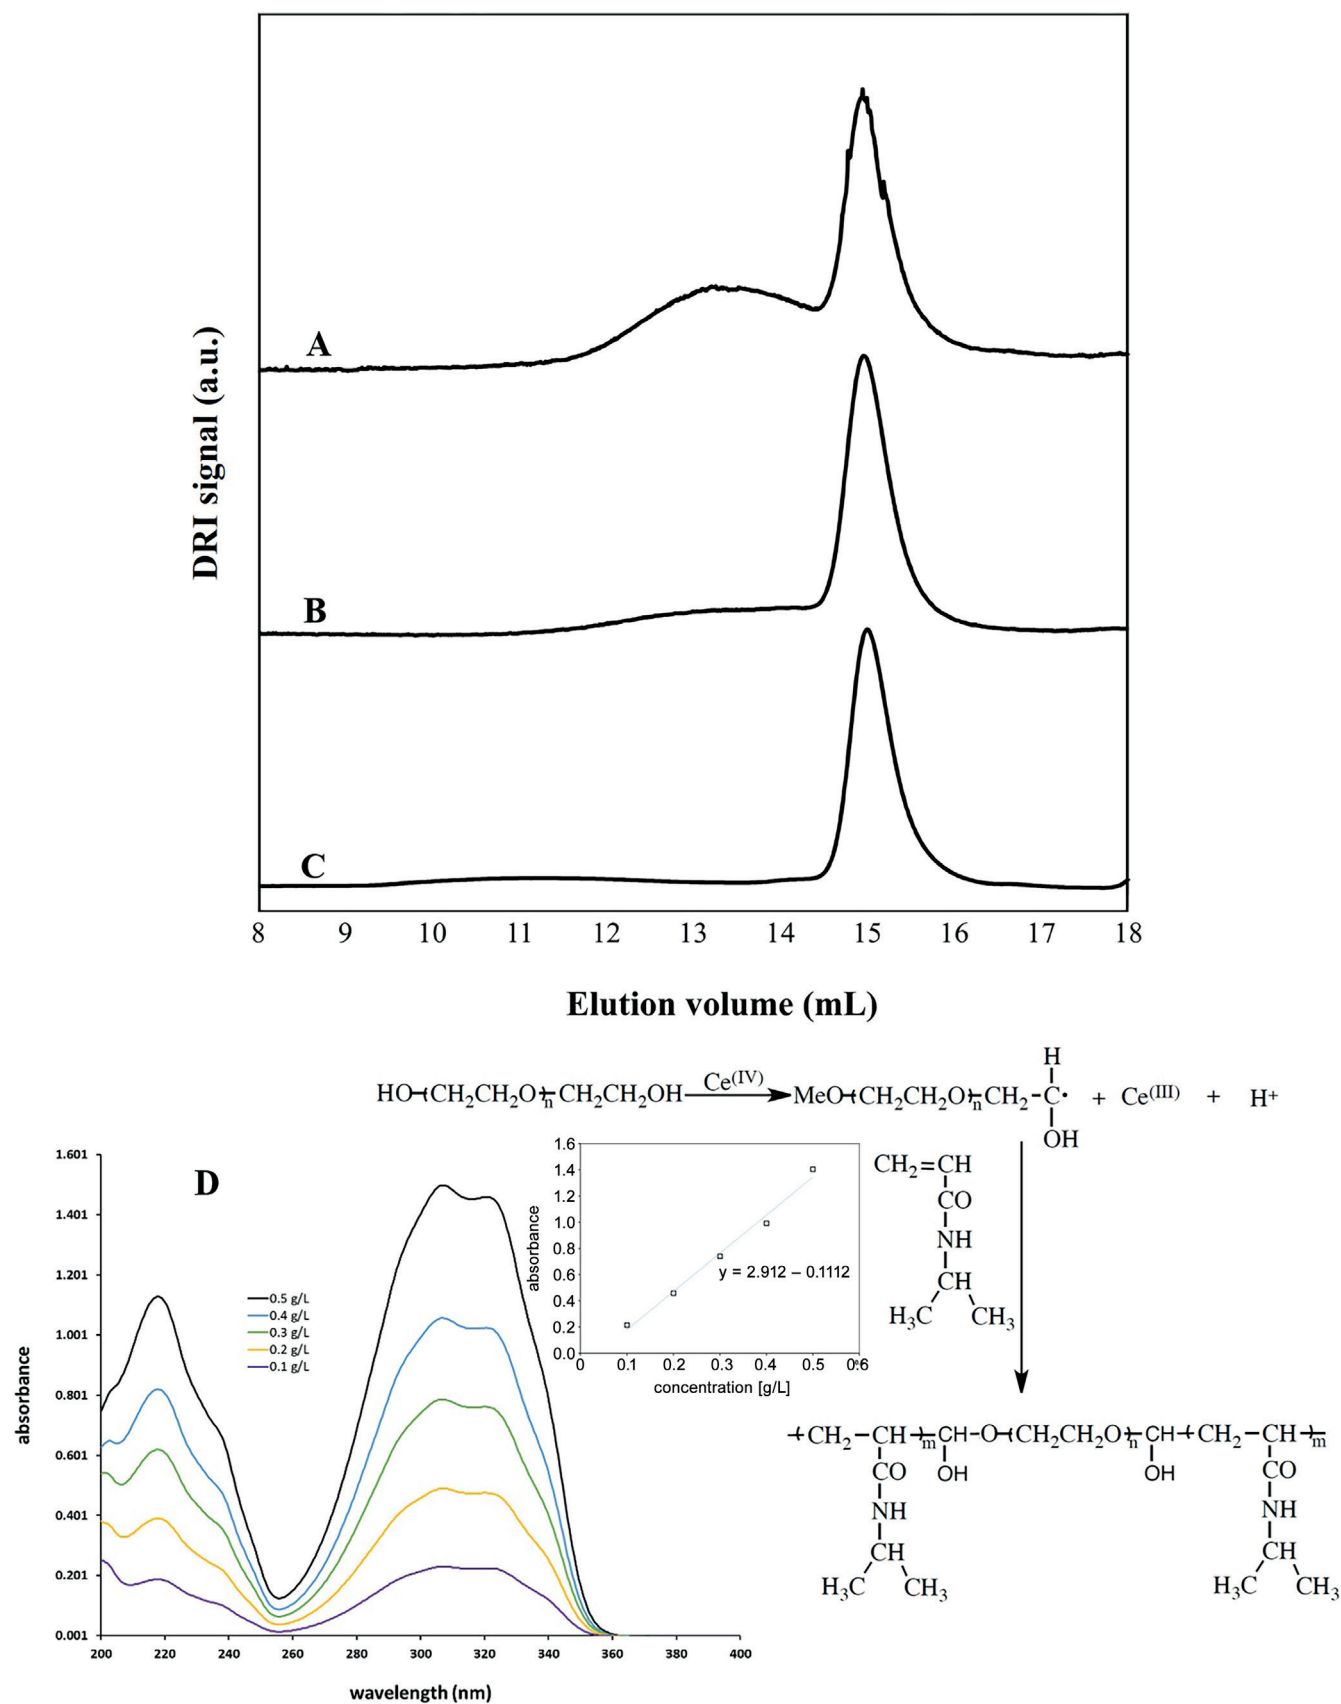 A
B
C
DRI signal (a.u.)
8 9 10 11 12 13 14 15 16 17 18
Elution volume (mL)
HO-(CH₂CH₂O)n-CH₂CH₂OH Ce(IV) MeO-(CH₂CH₂O)n-CH₂-C· + Ce(III) + H⁺
H
OH
CH₂=CH
CO
NH
CH
H₃C CH₃
D
1.601
1.401
1.201
1.001
0.801
0.601
0.401
0.201
0.001
absorbance
200 220 240 260 280 300 320 340 360 380 400
wavelength (nm)
0.5 g/L
0.4 g/L
0.3 g/L
0.2 g/L
0.1 g/L
1.6
1.4
1.2
1.0
0.8
0.6
0.4
0.2
0.0
absorbance
y = 2.912 – 0.1112
0 0.1 0.2 0.3 0.4 0.5
concentration [g/L]
-(CH₂-CH)m-CH-O-(CH₂CH₂O)n-CH-(CH₂-CH)m
CO OH OH CO
NH NH
CH CH
H₃C CH₃ H₃C CH₃